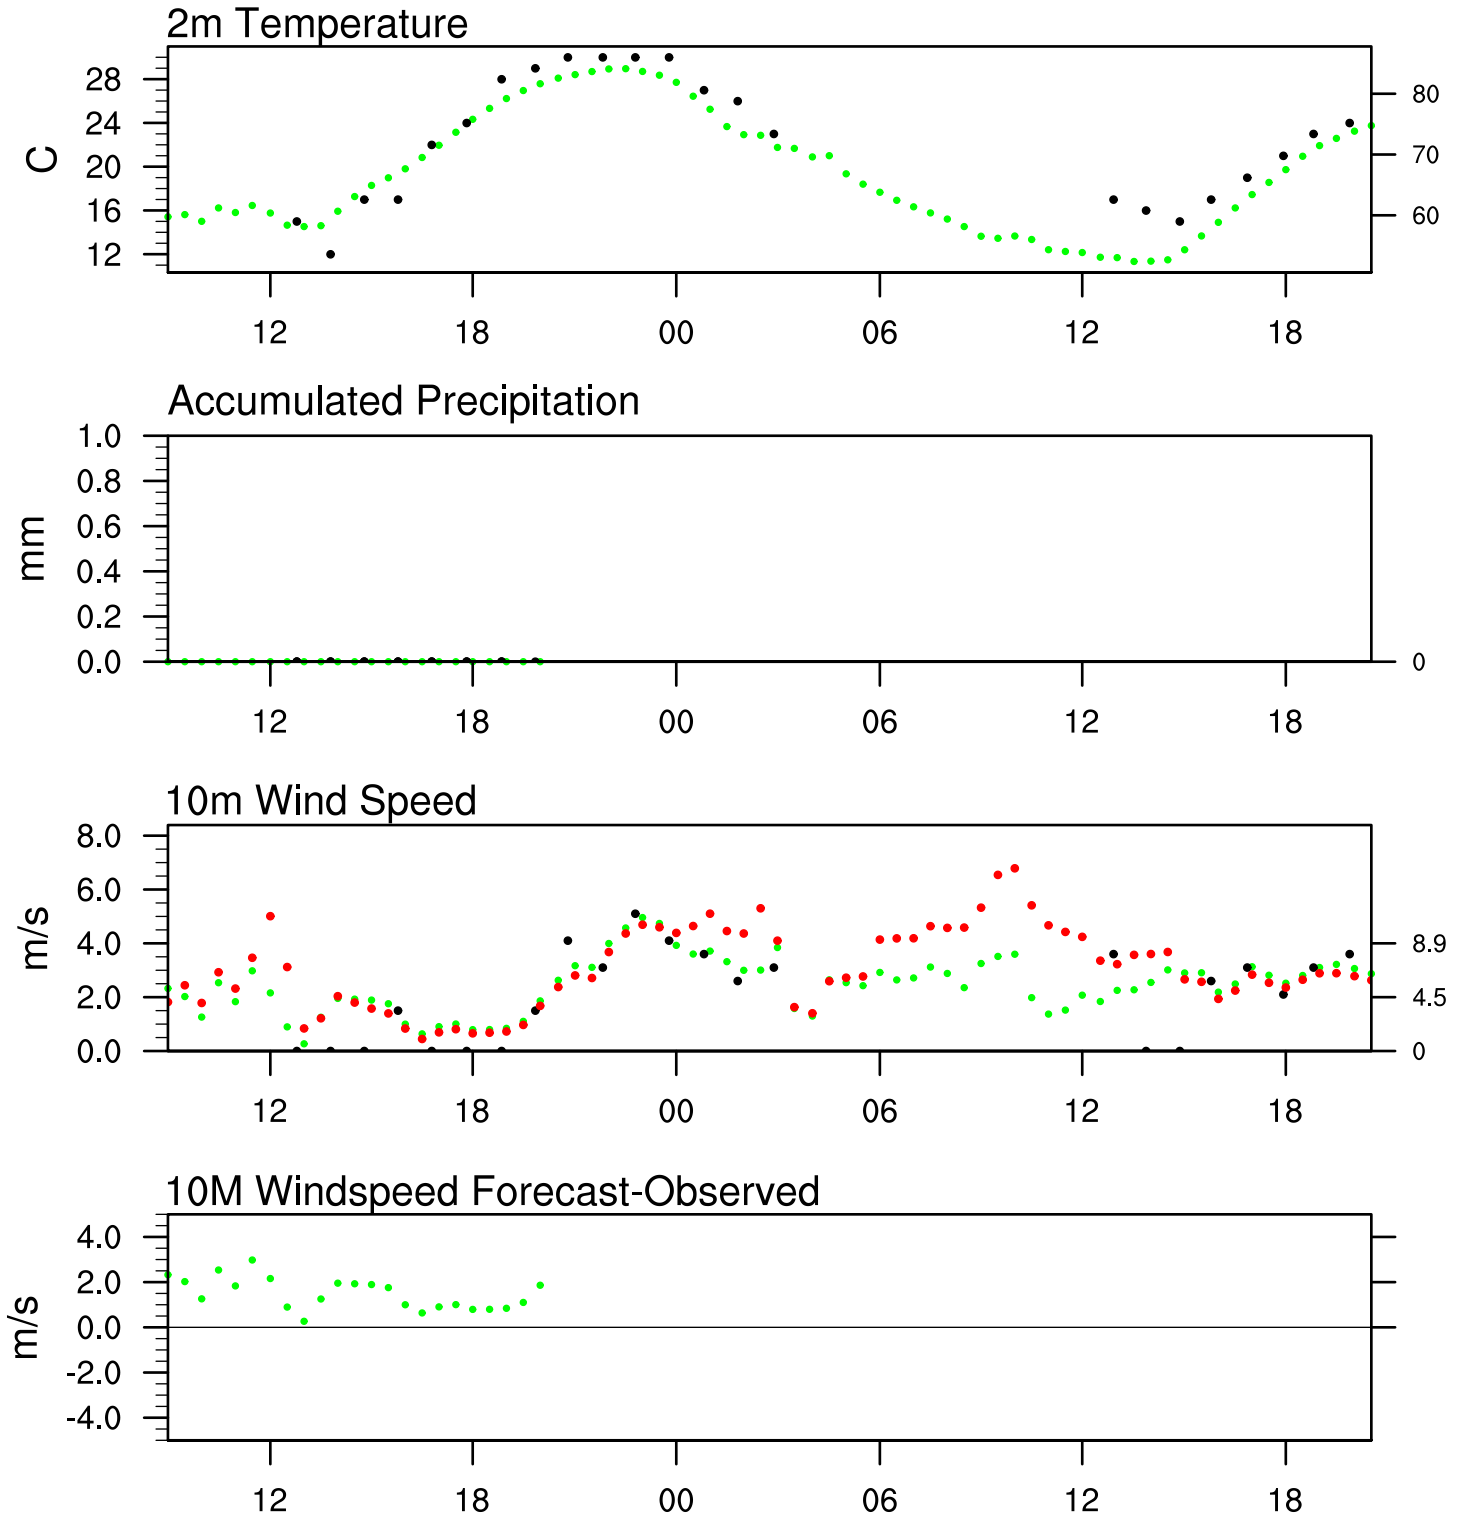 2m Temperature
28
24
20
16
12
C
80
70
60
12 18 00 06 12 18
Accumulated Precipitation
1.0
0.8
0.6
0.4
0.2
0.0
mm
0
12 18 00 06 12 18
10m Wind Speed
8.0
6.0
4.0
2.0
0.0
m/s
8.9
4.5
0
12 18 00 06 12 18
10M Windspeed Forecast-Observed
4.0
2.0
0.0
-2.0
-4.0
m/s
12 18 00 06 12 18